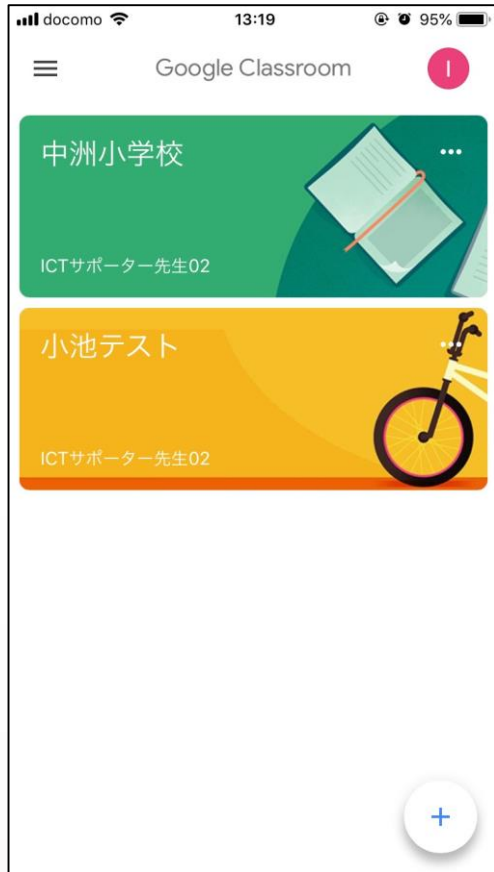 docomo 13:19 95%
Google Classroom I
中洲小学校
ICTサポーター先生02
小池テスト
ICTサポーター先生02
+